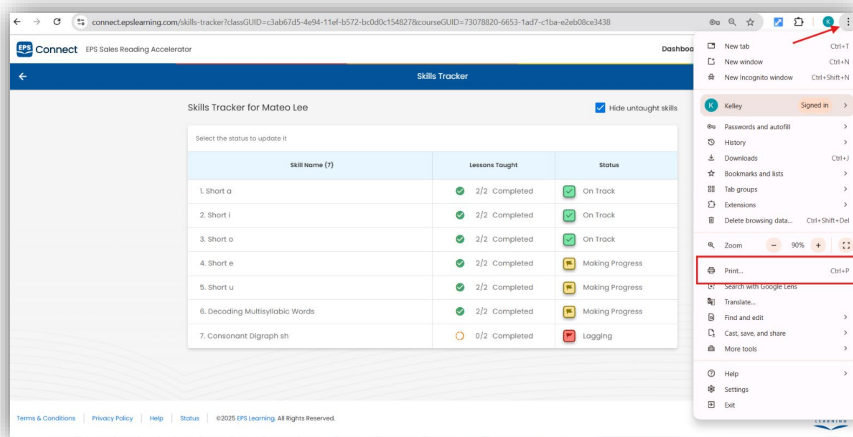 connect.epslearning.com/skills-tracker?classGUID=c3ab67d5-4e94-11ef-b572-bc0d0c154827&courseGUID=73078820-6653-1ad7-c1ba-e2eb08ce3438
K
EPS Connect EPS Sales Reading Accelerator
Dashboa
Skills Tracker
Skills Tracker for Mateo Lee
Hide untaught skills
Select the status to update it
Skill Name (7) Lessons Taught Status
1. Short a 2/2 Completed On Track
2. Short i 2/2 Completed On Track
3. Short o 2/2 Completed On Track
4. Short e 2/2 Completed Making Progress
5. Short u 2/2 Completed Making Progress
6. Decoding Multisyllabic Words 2/2 Completed Making Progress
7. Consonant Digraph sh 0/2 Completed Lagging
Terms & Conditions Privacy Policy Help Status ©2025 EPS Learning. All Rights Reserved.
LEARNING
New tab Ctrl+T
New window Ctrl+N
New Incognito window Ctrl+Shift+N
K Kelley Signed in
Passwords and autofill
History
Downloads Ctrl+J
Bookmarks and lists
Tab groups
Extensions
Delete browsing data... Ctrl+Shift+Del
Zoom − 90% +
Print... Ctrl+P
Search with Google Lens
Translate...
Find and edit
Cast, save, and share
More tools
Help
Settings
Exit